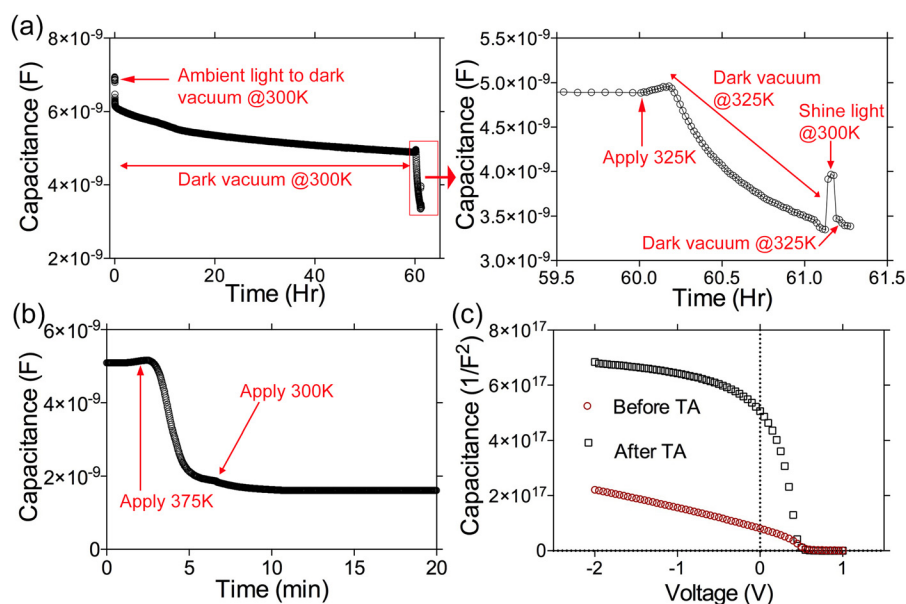 (a)
8×10-9
6×10-9
4×10-9
2×10-9
Capacitance (F)
Ambient light to dark
vacuum @300K
Dark vacuum @300K
0 20 40 60
Time (Hr)
5.5×10-9
5.0×10-9
4.5×10-9
4.0×10-9
3.5×10-9
3.0×10-9
Capacitance (F)
Dark vacuum
@325K
Shine light
@300K
Apply 325K
Dark vacuum @325K
59.5 60.0 60.5 61.0 61.5
Time (Hr)
(b)
6×10-9
4×10-9
2×10-9
0
Capacitance (F)
Apply 300K
Apply 375K
0 5 10 15 20
Time (min)
(c)
8×1017
6×1017
4×1017
2×1017
0
Capacitance (1/F2)
Before TA
After TA
-2 -1 0 1
Voltage (V)